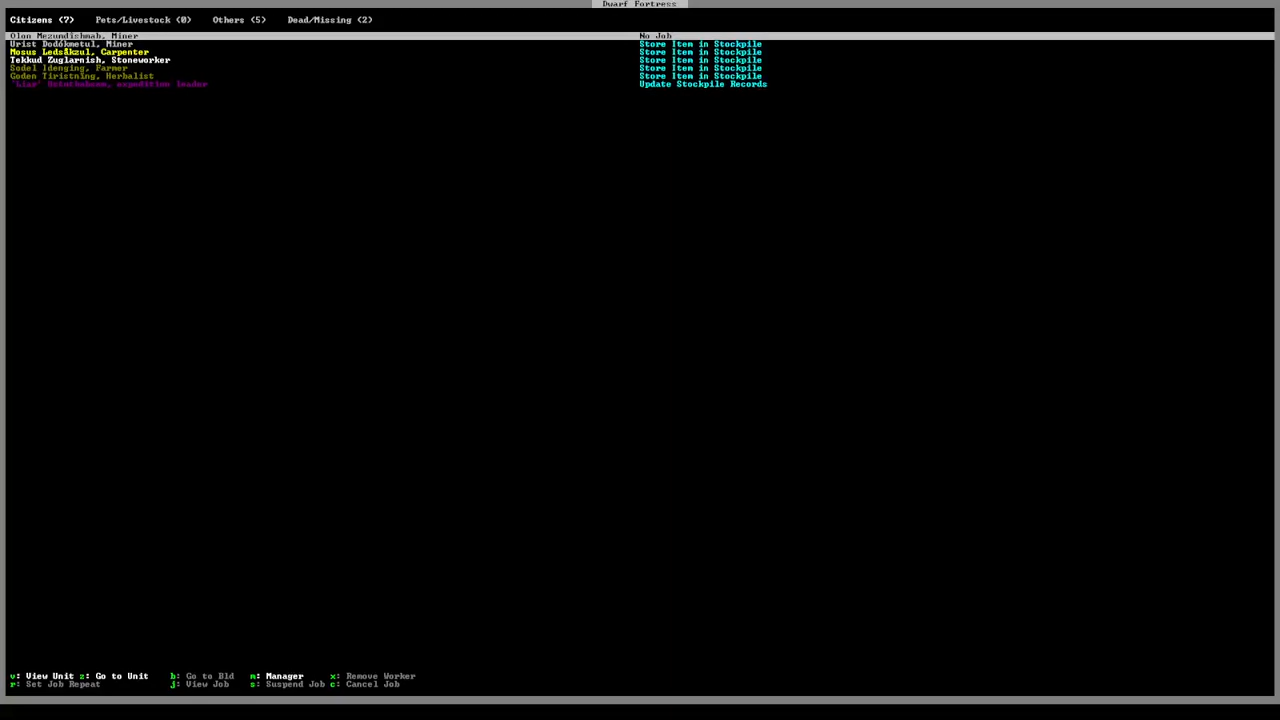 Dwarf Fortress
Citizens (7) Pets/Livestock (0) Others (5) Dead/Missing (2)
Olon Mezundishmab, Miner No Job
Urist Dodókmetul, Miner Store Item in Stockpile
Mosus Ledsåkzul, Carpenter Store Item in Stockpile
Tekkud Zuglarnish, Stoneworker Store Item in Stockpile
Sodel Idenging, Farmer Store Item in Stockpile
Goden Tiristning, Herbalist Store Item in Stockpile
expedition leader Update Stockpile Records
v: View Unit z: Go to Unit b: Go to Bld m: Manager x: Remove Worker
r: Set Job Repeat j: View Job s: Suspend Job c: Cancel Job